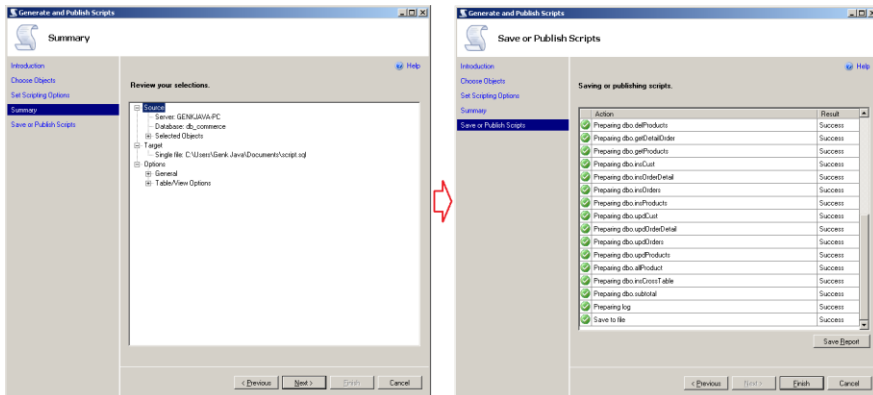 Generate and Publish Scripts
Summary
Introduction
Choose Objects
Set Scripting Options
Summary
Save or Publish Scripts
Help
Review your selections.
Source
Server: GENKJAVA-PC
Database: db_commerce
Selected Objects
Target
Single file: C:\Users\Genk Java\Documents\script.sql
Options
General
Table/View Options
< Previous
Next >
Finish
Cancel
Generate and Publish Scripts
Save or Publish Scripts
Introduction
Choose Objects
Set Scripting Options
Summary
Save or Publish Scripts
Help
Saving or publishing scripts.
Action Result
Preparing dbo.delProducts Success
Preparing dbo.getDetailOrder Success
Preparing dbo.getProducts Success
Preparing dbo.insCust Success
Preparing dbo.insOrderDetail Success
Preparing dbo.insOrders Success
Preparing dbo.insProducts Success
Preparing dbo.updCust Success
Preparing dbo.updOrderDetail Success
Preparing dbo.updOrders Success
Preparing dbo.updProducts Success
Preparing dbo.allProduct Success
Preparing dbo.insCrossTable Success
Preparing dbo.subtotal Success
Preparing log Success
Save to file Success
Save Report
< Previous
Next >
Finish
Cancel